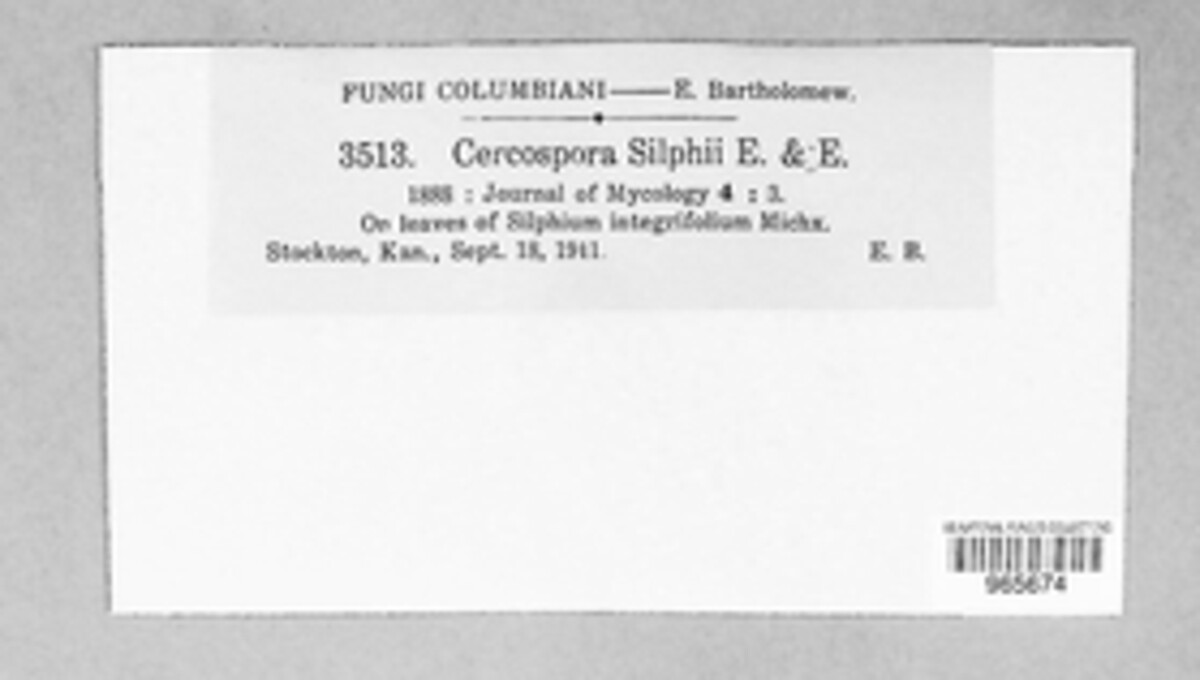 FUNGI COLUMBIANI—E. Bartholomew.
3513. Cercospora Silphii E. & E.
1888 : Journal of Mycology 4 : 3.
On leaves of Silphium integrifolium Michx.
Stockton, Kan., Sept. 18, 1911. E. B.
965674